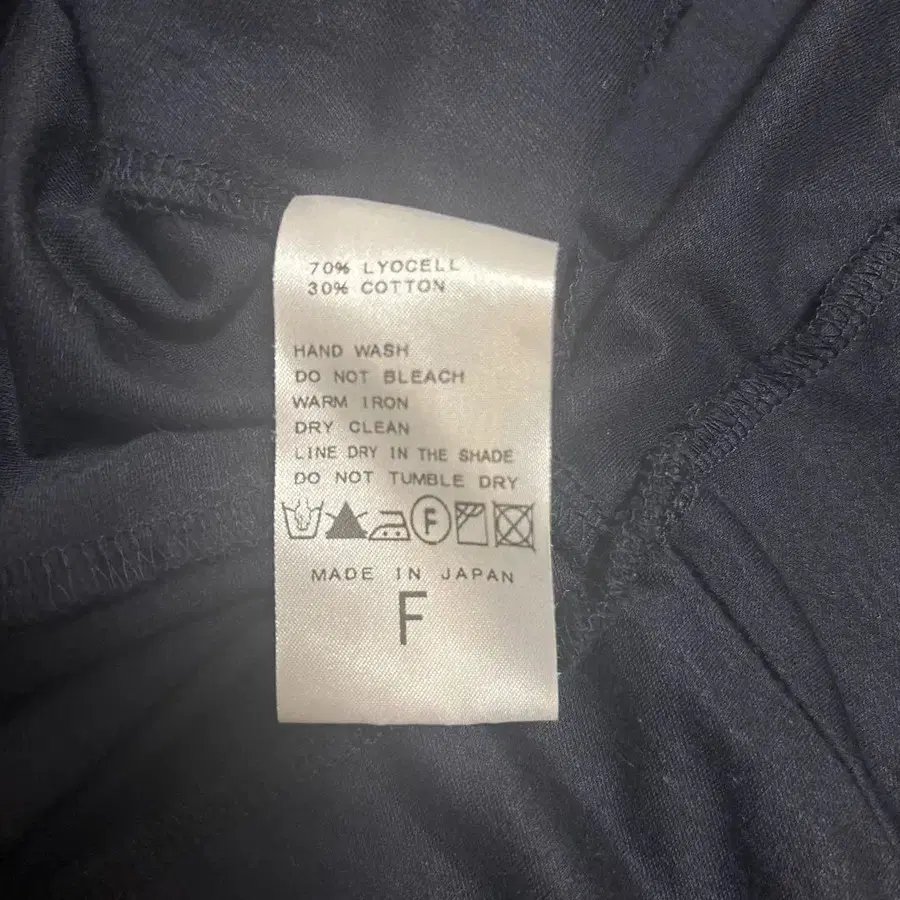 70% LYOCELL
30% COTTON
HAND WASH
DO NOT BLEACH
WARM IRON
DRY CLEAN
LINE DRY IN THE SHADE
DO NOT TUMBLE DRY
F
MADE IN JAPAN
F